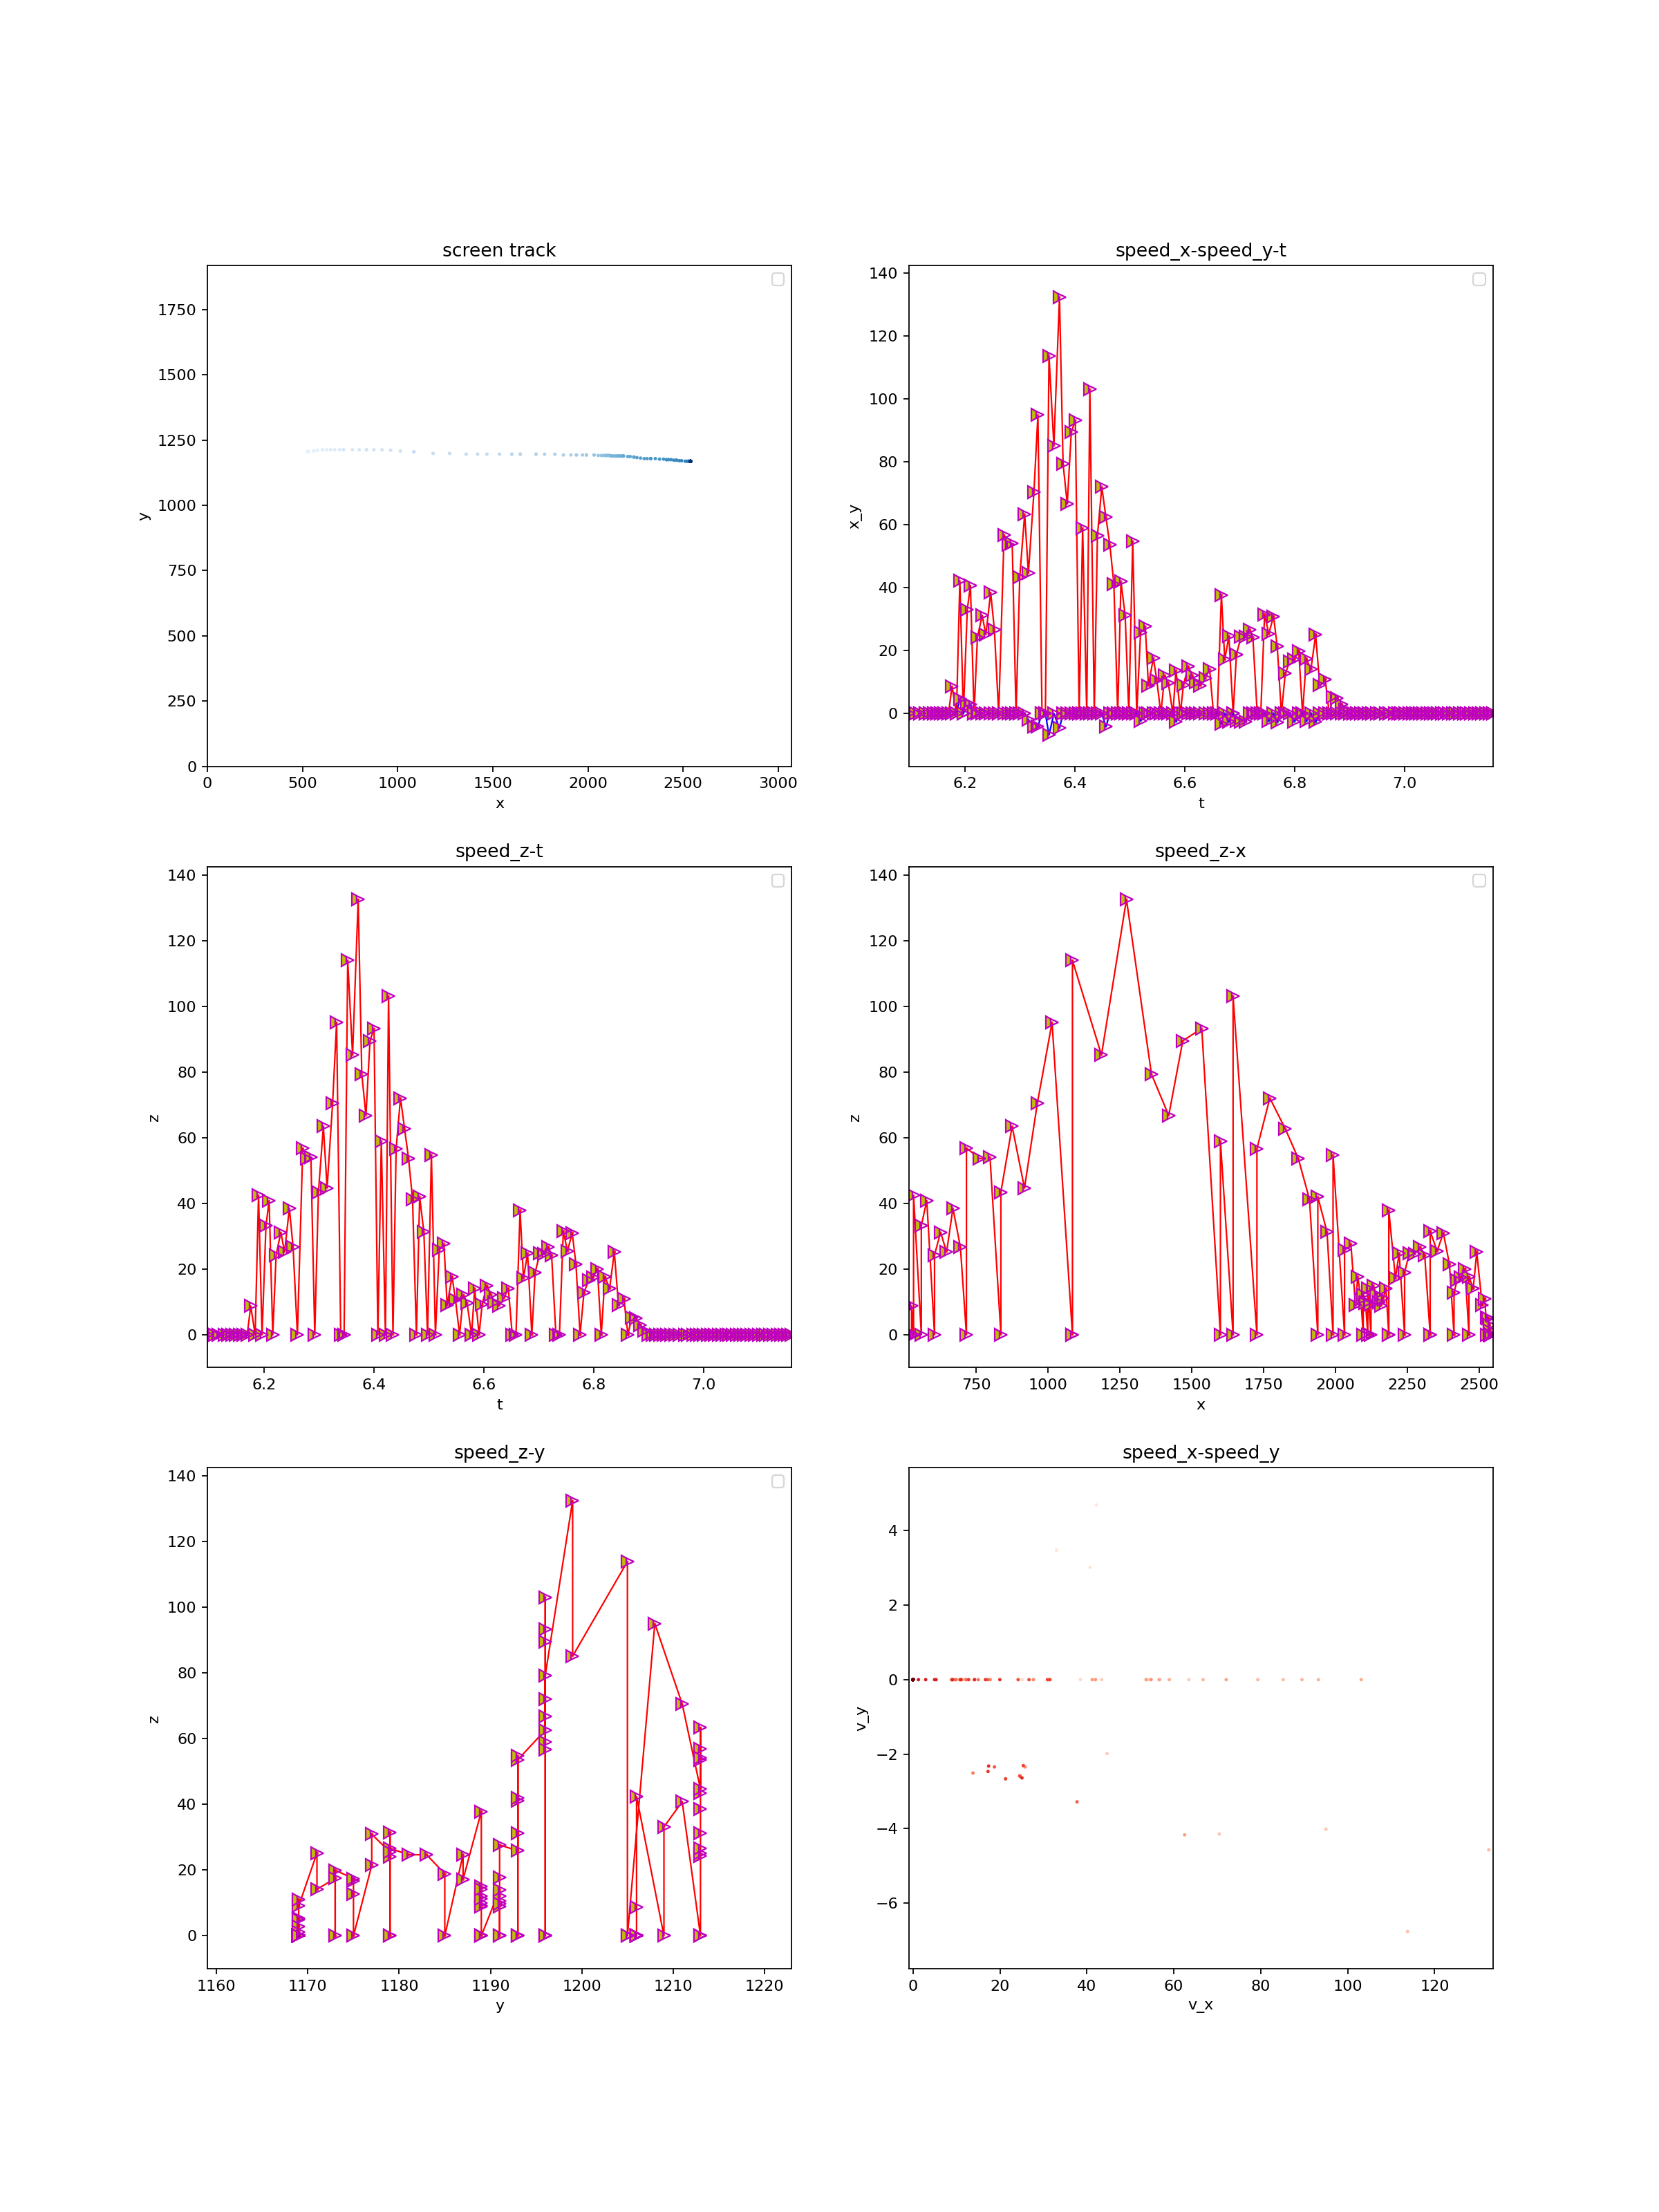 screen track
1750
1500
1250
1000
750
500
250
0
y
0 500 1000 1500 2000 2500 3000
x
speed_x-speed_y-t
140
120
100
80
60
40
20
0
x_y
6.2 6.4 6.6 6.8 7.0
t
speed_z-t
140
120
100
80
60
40
20
0
z
6.2 6.4 6.6 6.8 7.0
t
speed_z-x
140
120
100
80
60
40
20
0
z
750 1000 1250 1500 1750 2000 2250 2500
x
speed_z-y
140
120
100
80
60
40
20
0
z
1160 1170 1180 1190 1200 1210 1220
y
speed_x-speed_y
4
2
0
−2
−4
−6
v_y
0 20 40 60 80 100 120
v_x